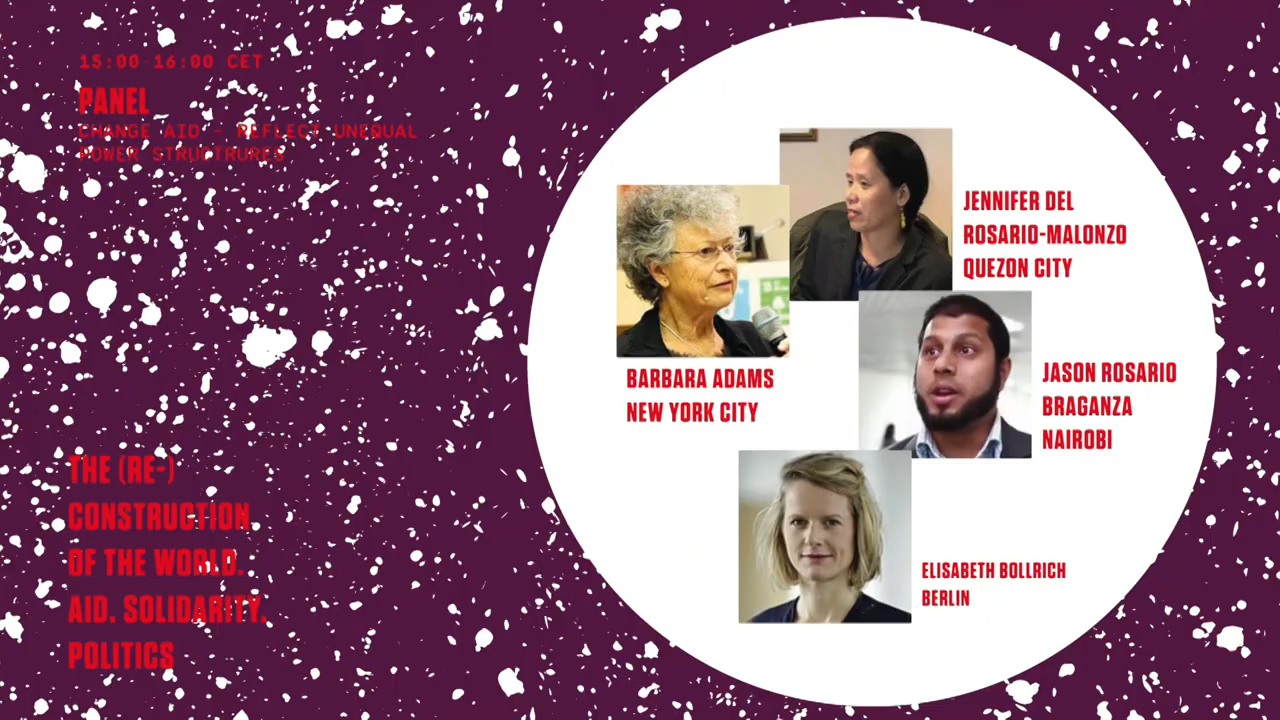 15:00-16:00 CET
PANEL
CHANGE AID - REFLECT UNEQUAL
POWER STRUCTRURES
THE (RE-)
CONSTRUCTION
OF THE WORLD.
AID. SOLIDARITY.
POLITICS
JENNIFER DEL
ROSARIO-MALONZO
QUEZON CITY
BARBARA ADAMS
NEW YORK CITY
JASON ROSARIO
BRAGANZA
NAIROBI
ELISABETH BOLLRICH
BERLIN